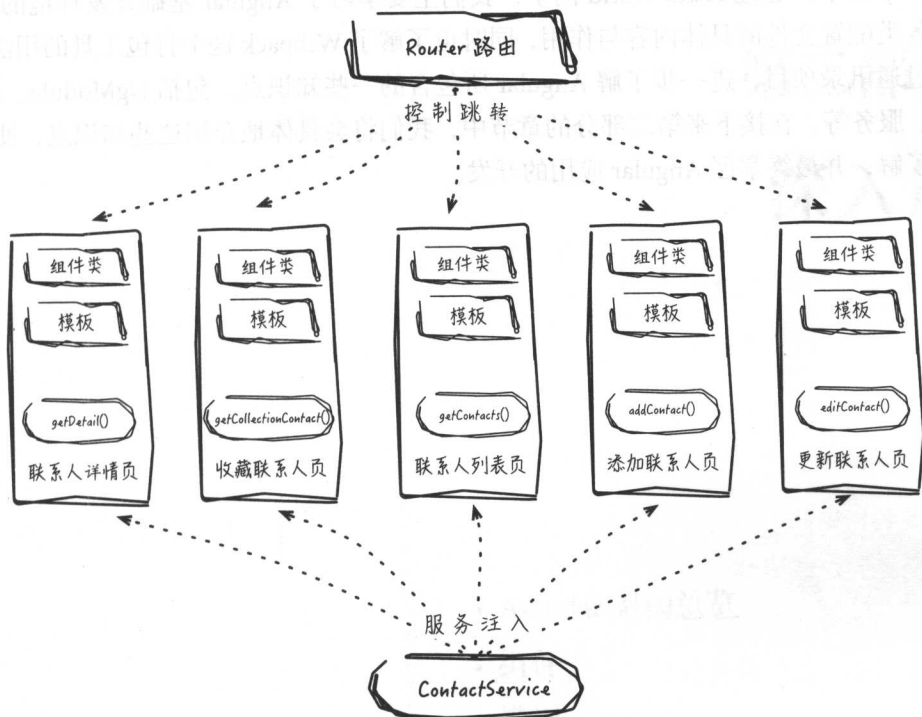 Router 路由
控制跳转
组件类
模板
getDetail()
联系人详情页
组件类
模板
getCollectionContact()
收藏联系人员
组件类
模板
getContacts()
联系人列表页
组件类
模板
addContact()
添加联系人员
组件类
模板
editContact()
更新联系人员
服务注入
ContactService